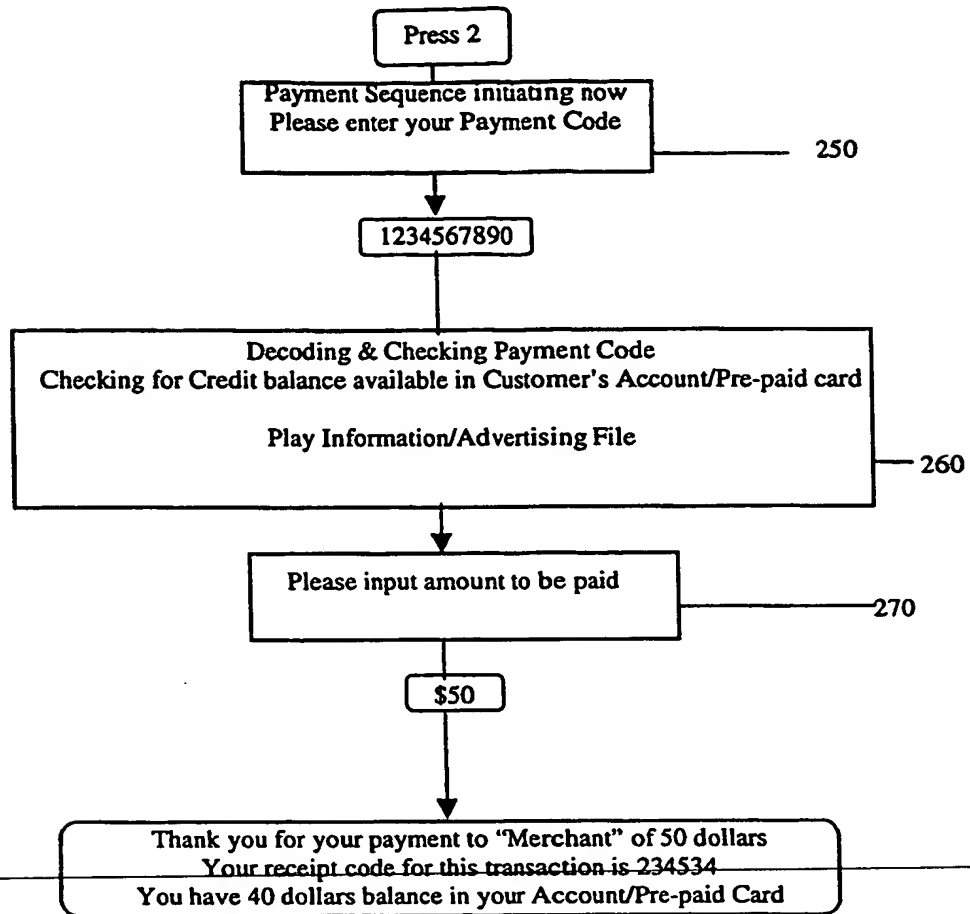 Press 2
Payment Sequence initiating now
Please enter your Payment Code
250
1234567890
Decoding & Checking Payment Code
Checking for Credit balance available in Customer's Account/Pre-paid card
Play Information/Advertising File
260
Please input amount to be paid
270
$50
Thank you for your payment to "Merchant" of 50 dollars
Your receipt code for this transaction is 234534
You have 40 dollars balance in your Account/Pre-paid Card